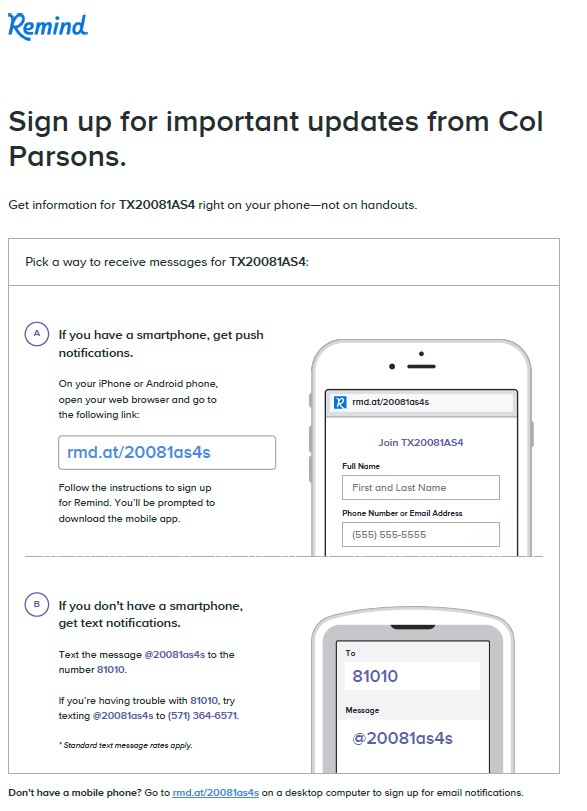 Remind
Sign up for important updates from Col
Parsons.
Get information for TX20081AS4 right on your phone—not on handouts.
Pick a way to receive messages for TX20081AS4:
A
If you have a smartphone, get push
notifications.
On your iPhone or Android phone,
open your web browser and go to
the following link:
rmd.at/20081as4s
Follow the instructions to sign up
for Remind. You'll be prompted to
download the mobile app.
R rmd.at/20081as4s
Join TX20081AS4
Full Name
First and Last Name
Phone Number or Email Address
(555) 555-5555
B
If you don't have a smartphone,
get text notifications.
Text the message @20081as4s to the
number 81010.
If you're having trouble with 81010, try
texting @20081as4s to (571) 364-6571.
* Standard text message rates apply.
To
81010
Message
@20081as4s
Don't have a mobile phone? Go to rmd.at/20081as4s on a desktop computer to sign up for email notifications.